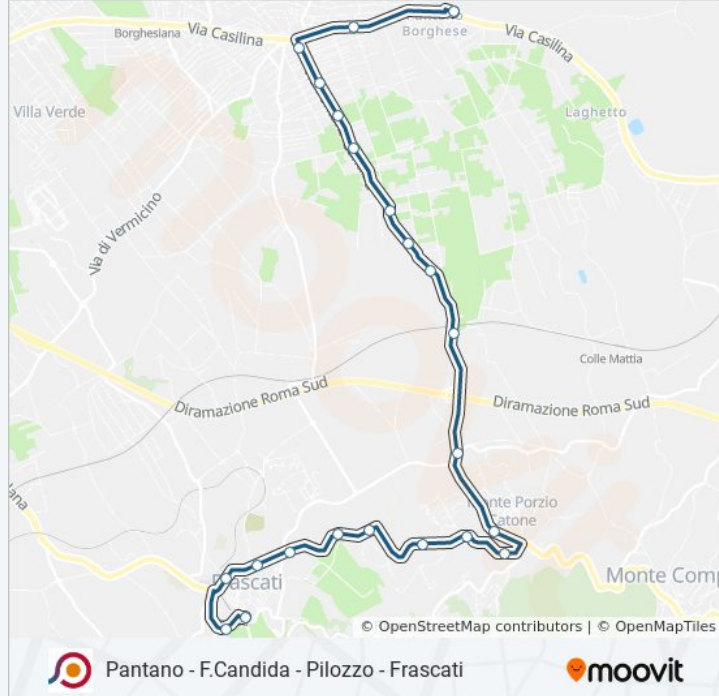 Borghesiana
Via Casilina
Borghese
Via Casilina
Villa Verde
Laghetto
Via di Vermicino
Colle Mattia
Diramazione Roma Sud
Diramazione Roma Sud
Monte Porzio
Catone
Frascati
Monte Comp
© OpenStreetMap contributors | © OpenMapTiles
Pantano - F.Candida - Pilozzo - Frascati
moovit